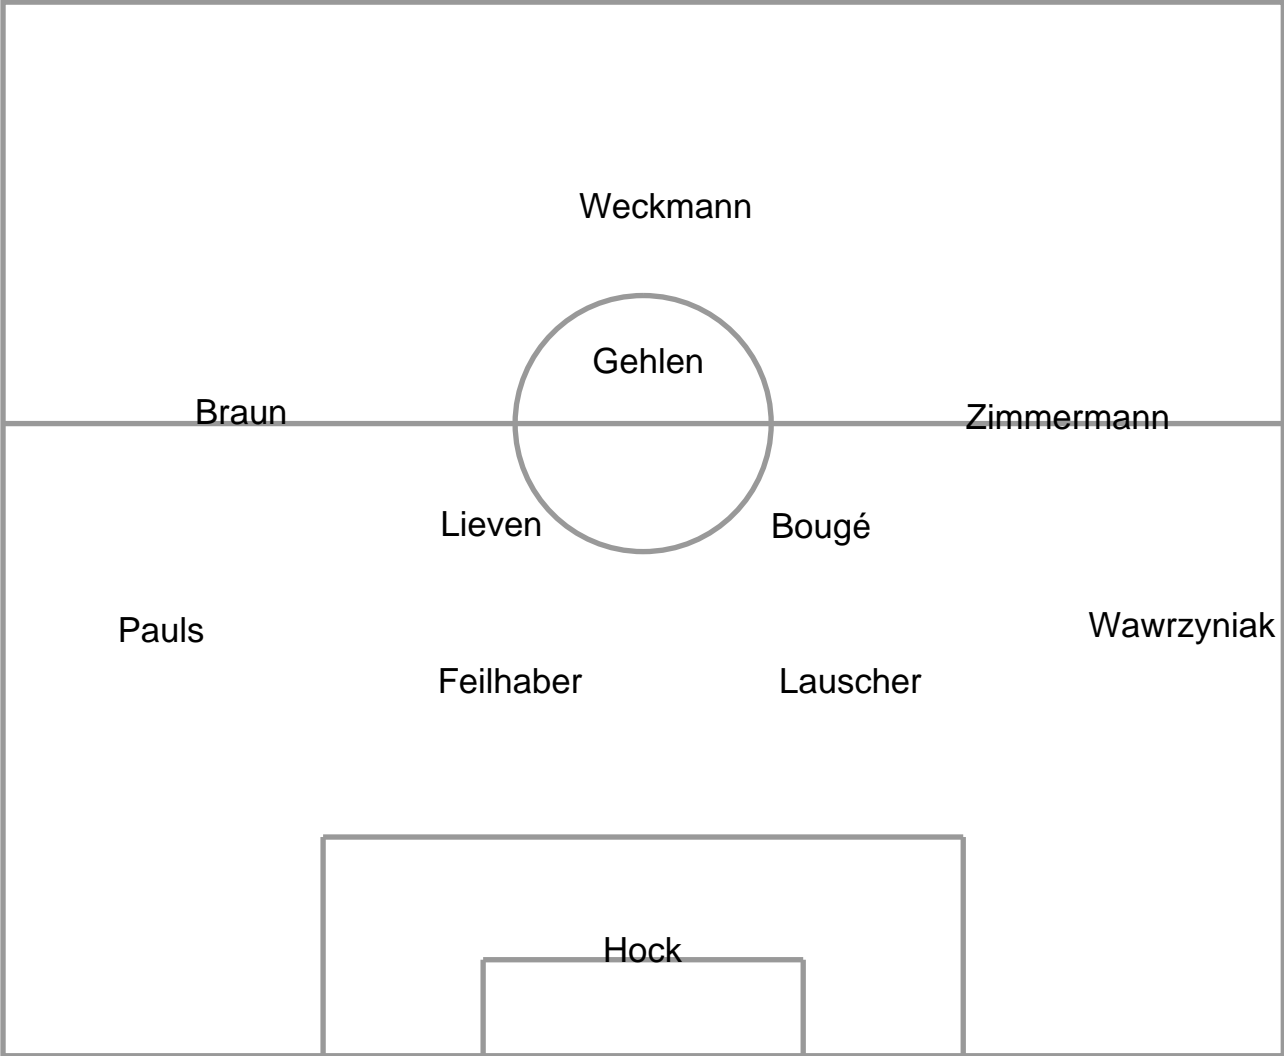 Weckmann
Gehlen
Braun
Zimmermann
Lieven
Bougé
Pauls
Wawrzyniak
Feilhaber
Lauscher
Hock